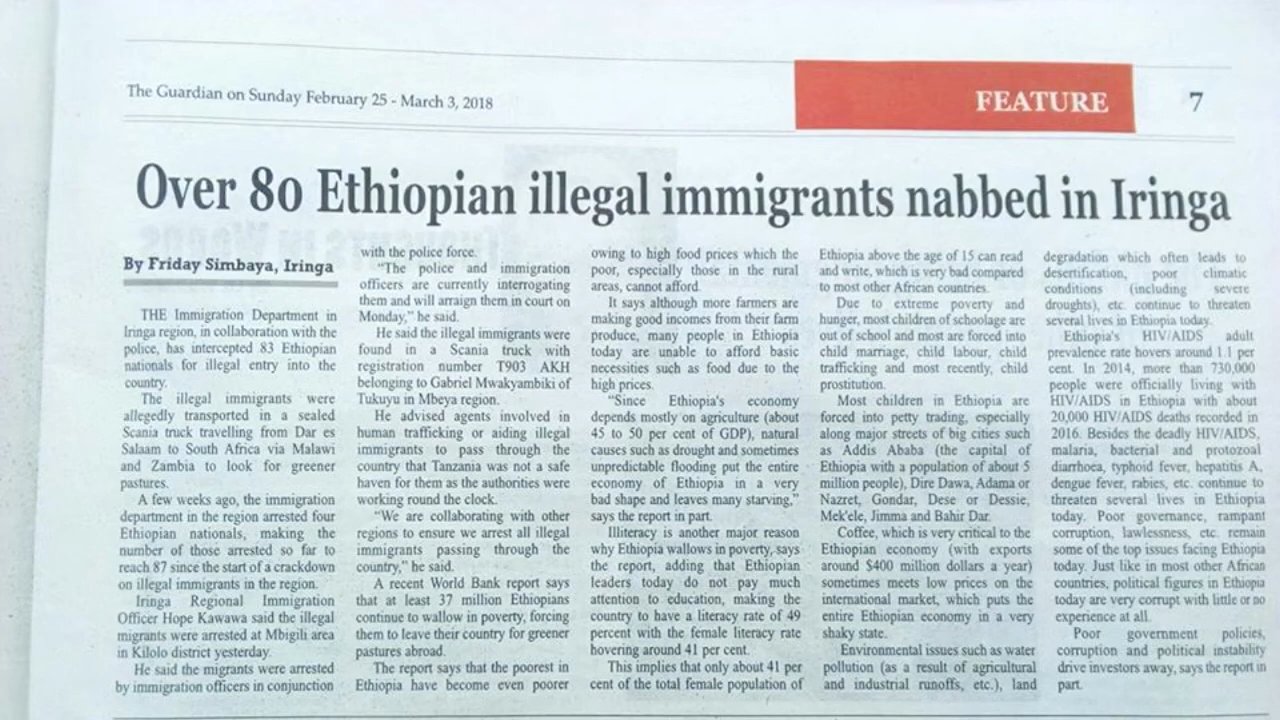 The Guardian on Sunday February 25 - March 3, 2018
FEATURE
7
Over 80 Ethiopian illegal immigrants nabbed in Iringa
By Friday Simbaya, Iringa
THE Immigration Department in
Iringa region, in collaboration with the
police, has intercepted 83 Ethiopian
nationals for illegal entry into the
country.
The illegal immigrants were
allegedly transported in a sealed
Scania truck travelling from Dar es
Salaam to South Africa via Malawi
and Zambia to look for greener
pastures.
A few weeks ago, the immigration
department in the region arrested four
Ethiopian nationals, making the
number of those arrested so far to
reach 87 since the start of a crackdown
on illegal immigrants in the region.
Iringa Regional Immigration
Officer Hope Kawawa said the illegal
migrants were arrested at Mbigili area
in Kilolo district yesterday.
He said the migrants were arrested
by immigration officers in conjunction
with the police force.
"The police and immigration
officers are currently interrogating
them and will arraign them in court on
Monday," he said.
He said the illegal immigrants were
found in a Scania truck with
registration number T903 AKH
belonging to Gabriel Mwakyambiki of
Tukuyu in Mbeya region.
He advised agents involved in
human trafficking or aiding illegal
immigrants to pass through the
country that Tanzania was not a safe
haven for them as the authorities were
working round the clock.
"We are collaborating with other
regions to ensure we arrest all illegal
immigrants passing through the
country," he said.
A recent World Bank report says
that at least 37 million Ethiopians
continue to wallow in poverty, forcing
them to leave their country for greener
pastures abroad.
The report says that the poorest in
Ethiopia have become even poorer
owing to high food prices which the
poor, especially those in the rural
areas, cannot afford.
It says although more farmers are
making good incomes from their farm
produce, many people in Ethiopia
today are unable to afford basic
necessities such as food due to the
high prices.
"Since Ethiopia's economy
depends mostly on agriculture (about
45 to 50 per cent of GDP), natural
causes such as drought and sometimes
unpredictable flooding put the entire
economy of Ethiopia in a very
bad shape and leaves many starving,"
says the report in part.
Illiteracy is another major reason
why Ethiopia wallows in poverty, says
the report, adding that Ethiopian
leaders today do not pay much
attention to education, making the
country to have a literacy rate of 49
percent with the female literacy rate
hovering around 41 per cent.
This implies that only about 41 per
cent of the total female population of
Ethiopia above the age of 15 can read
and write, which is very bad compared
to most other African countries.
Due to extreme poverty and
hunger, most children of schoolage are
out of school and most are forced into
child marriage, child labour, child
trafficking and most recently, child
prostitution.
Most children in Ethiopia are
forced into petty trading, especially
along major streets of big cities such
as Addis Ababa (the capital of
Ethiopia with a population of about 5
million people), Dire Dawa, Adama or
Nazret, Gondar, Dese or Dessie,
Mek'ele, Jimma and Bahir Dar.
Coffee, which is very critical to the
Ethiopian economy (with exports
around $400 million dollars a year)
sometimes meets low prices on the
international market, which puts the
entire Ethiopian economy in a very
shaky state.
Environmental issues such as water
pollution (as a result of agricultural
and industrial runoffs, etc.), land
degradation which often leads to
desertification, poor climatic
conditions (including severe
droughts), etc. continue to threaten
several lives in Ethiopia today.
Ethiopia's HIV/AIDS adult
prevalence rate hovers around 1.1 per
cent. In 2014, more than 730,000
people were officially living with
HIV/AIDS in Ethiopia with about
20,000 HIV/AIDS deaths recorded in
2016. Besides the deadly HIV/AIDS,
malaria, bacterial and protozoal
diarrhoea, typhoid fever, hepatitis A,
dengue fever, rabies, etc. continue to
threaten several lives in Ethiopia
today. Poor governance, rampant
corruption, lawlessness, etc. remain
some of the top issues facing Ethiopia
today. Just like in most other African
countries, political figures in Ethiopia
today are very corrupt with little or no
experience at all.
Poor government policies,
corruption and political instability
drive investors away, says the report in
part.